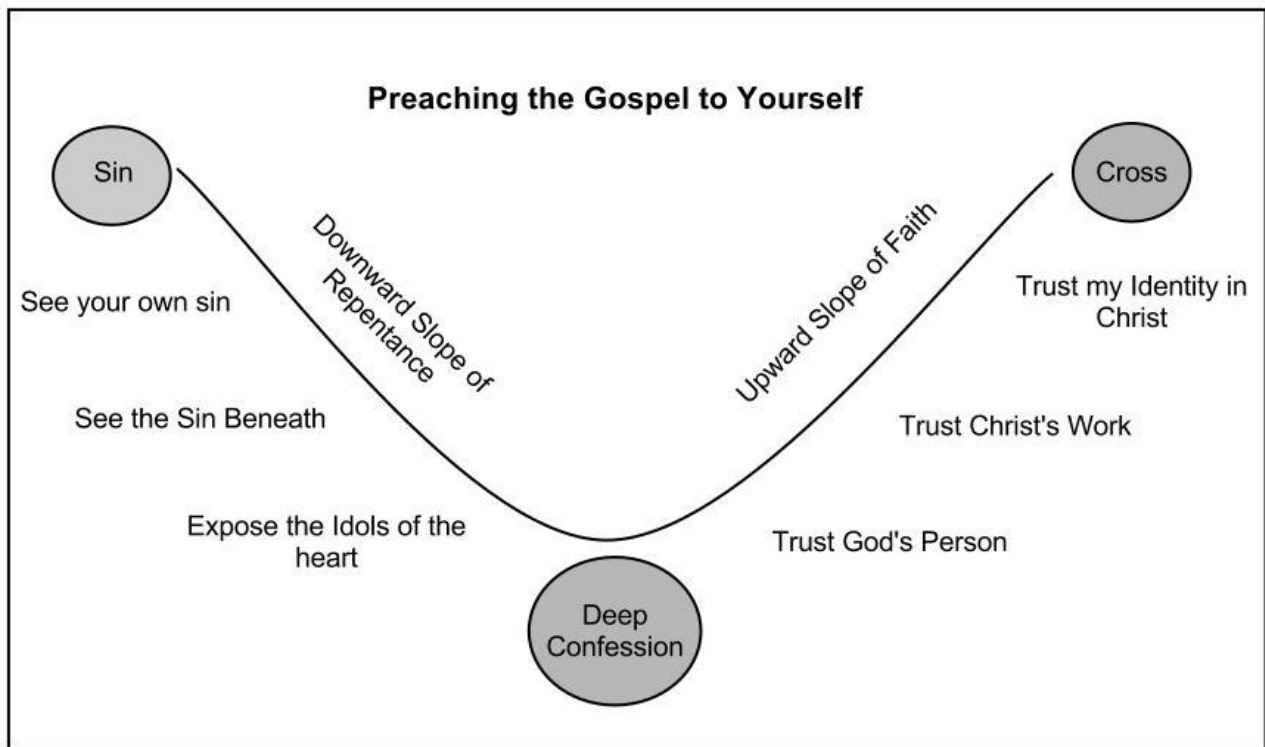 Preaching the Gospel to Yourself
Sin
Cross
Downward Slope of
Repentance
Upward Slope of Faith
See your own sin
Trust my Identity in
Christ
See the Sin Beneath
Trust Christ's Work
Expose the Idols of the
heart
Trust God's Person
Deep
Confession